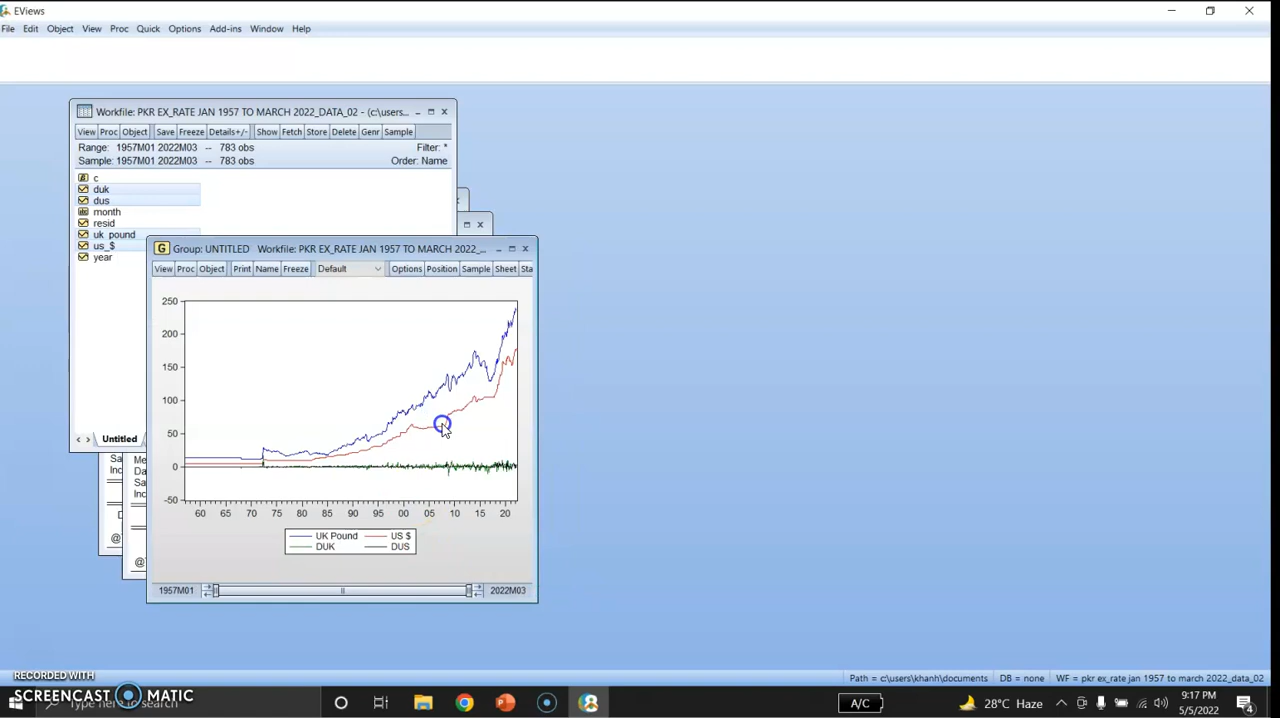 EViews
File Edit Object View Proc Quick Options Add-ins Window Help
Workfile: PKR EX_RATE JAN 1957 TO MARCH 2022_DATA_02 - (c:\users...
View Proc Object Save Freeze Details+/- Show Fetch Store Delete Genr Sample
Range: 1957M01 2022M03 -- 783 obs Filter: *
Sample: 1957M01 2022M03 -- 783 obs Order: Name
c
duk
dus
month
resid
uk_pound
us_$
year
Untitled
Group: UNTITLED Workfile: PKR EX_RATE JAN 1957 TO MARCH 2022_...
View Proc Object Print Name Freeze Default Options Position Sample Sheet Sta
250
200
150
100
50
0
-50
60 65 70 75 80 85 90 95 00 05 10 15 20
UK Pound US $
DUK DUS
1957M01 2022M03
Sa
Inc
D
@
Me
Da
Sa
Inc
@
Path = c:\users\khanh\documents DB = none WF = pkr ex_rate jan 1957 to march 2022_data_02
RECORDED WITH
SCREENCAST MATIC
Type here to search
A/C
28°C Haze
9:17 PM
5/5/2022
4